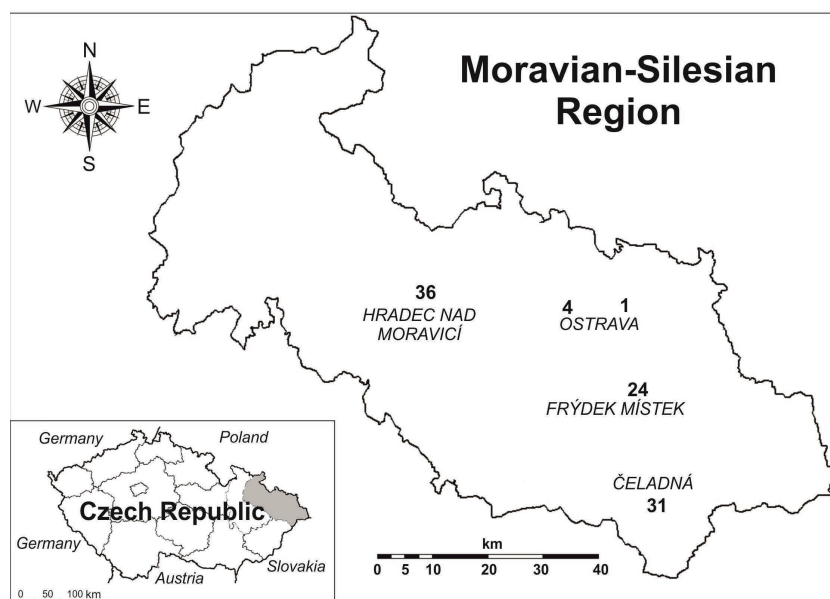 Moravian-Silesian
Region
N
W E
S
36
HRADEC NAD
MORAVICÍ
4 1
OSTRAVA
24
FRÝDEK MÍSTEK
ČELADNÁ
31
km
0 5 10 20 30 40
Germany Poland
Czech Republic
Germany
Austria
Slovakia
0 50 100 km